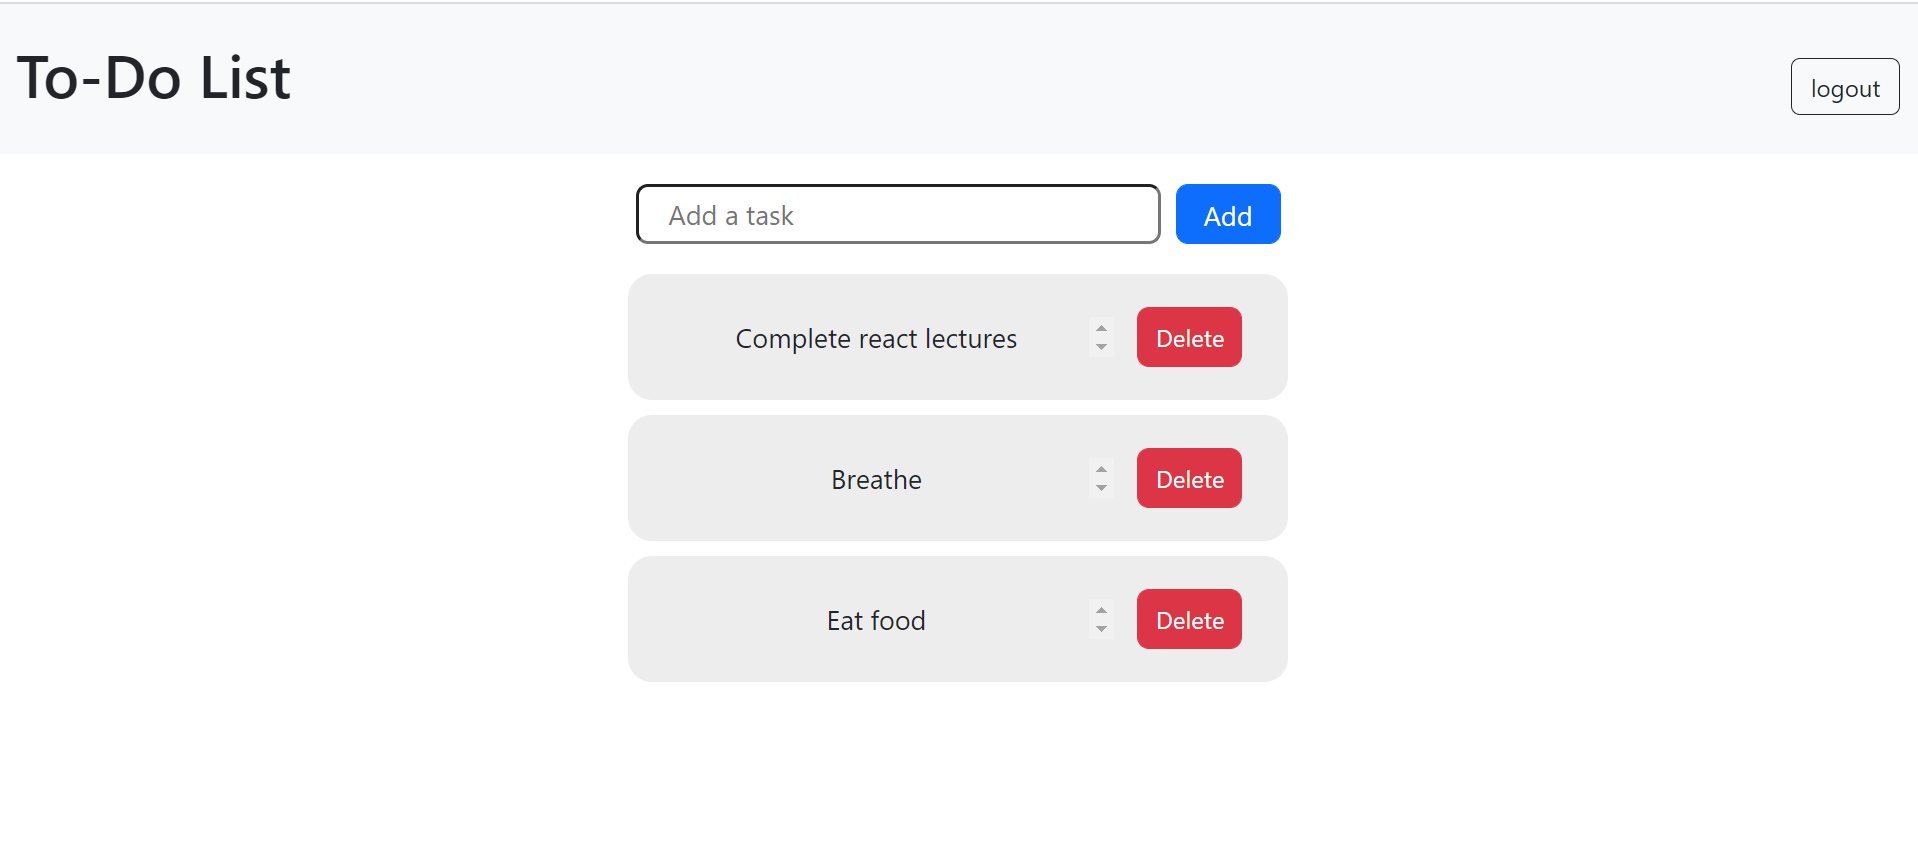 To-Do List
logout
Add a task
Add
Complete react lectures
Delete
Breathe
Delete
Eat food
Delete